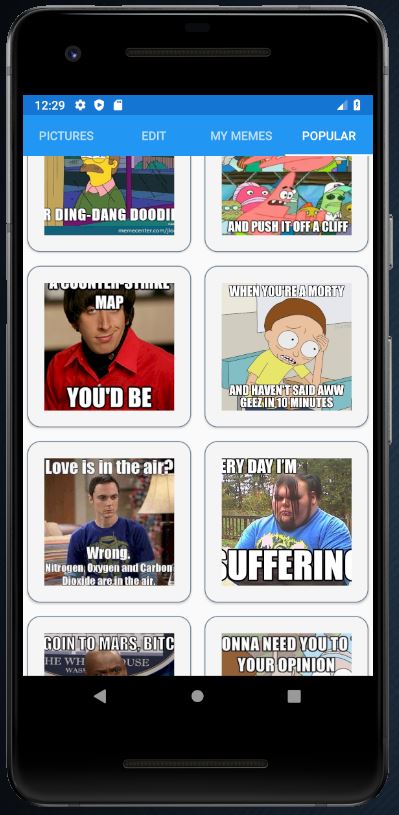 12:29
PICTURES EDIT MY MEMES POPULAR
R DING-DANG DOODI
AND PUSH IT OFF A CLIFF
A COUNTER-STRIKE
MAP
YOU'D BE
WHEN YOU'RE A MORTY
AND HAVEN'T SAID AWW
GEEZ IN 10 MINUTES
Love is in the air?
Wrong.
Nitrogen, Oxygen and Carbon
Dioxide are in the air.
ERY DAY I'M
SUFFERING
GOIN TO MARS, BITC
THE WH HOUSE
WAS
ONNA NEED YOU TO
YOUR OPINION